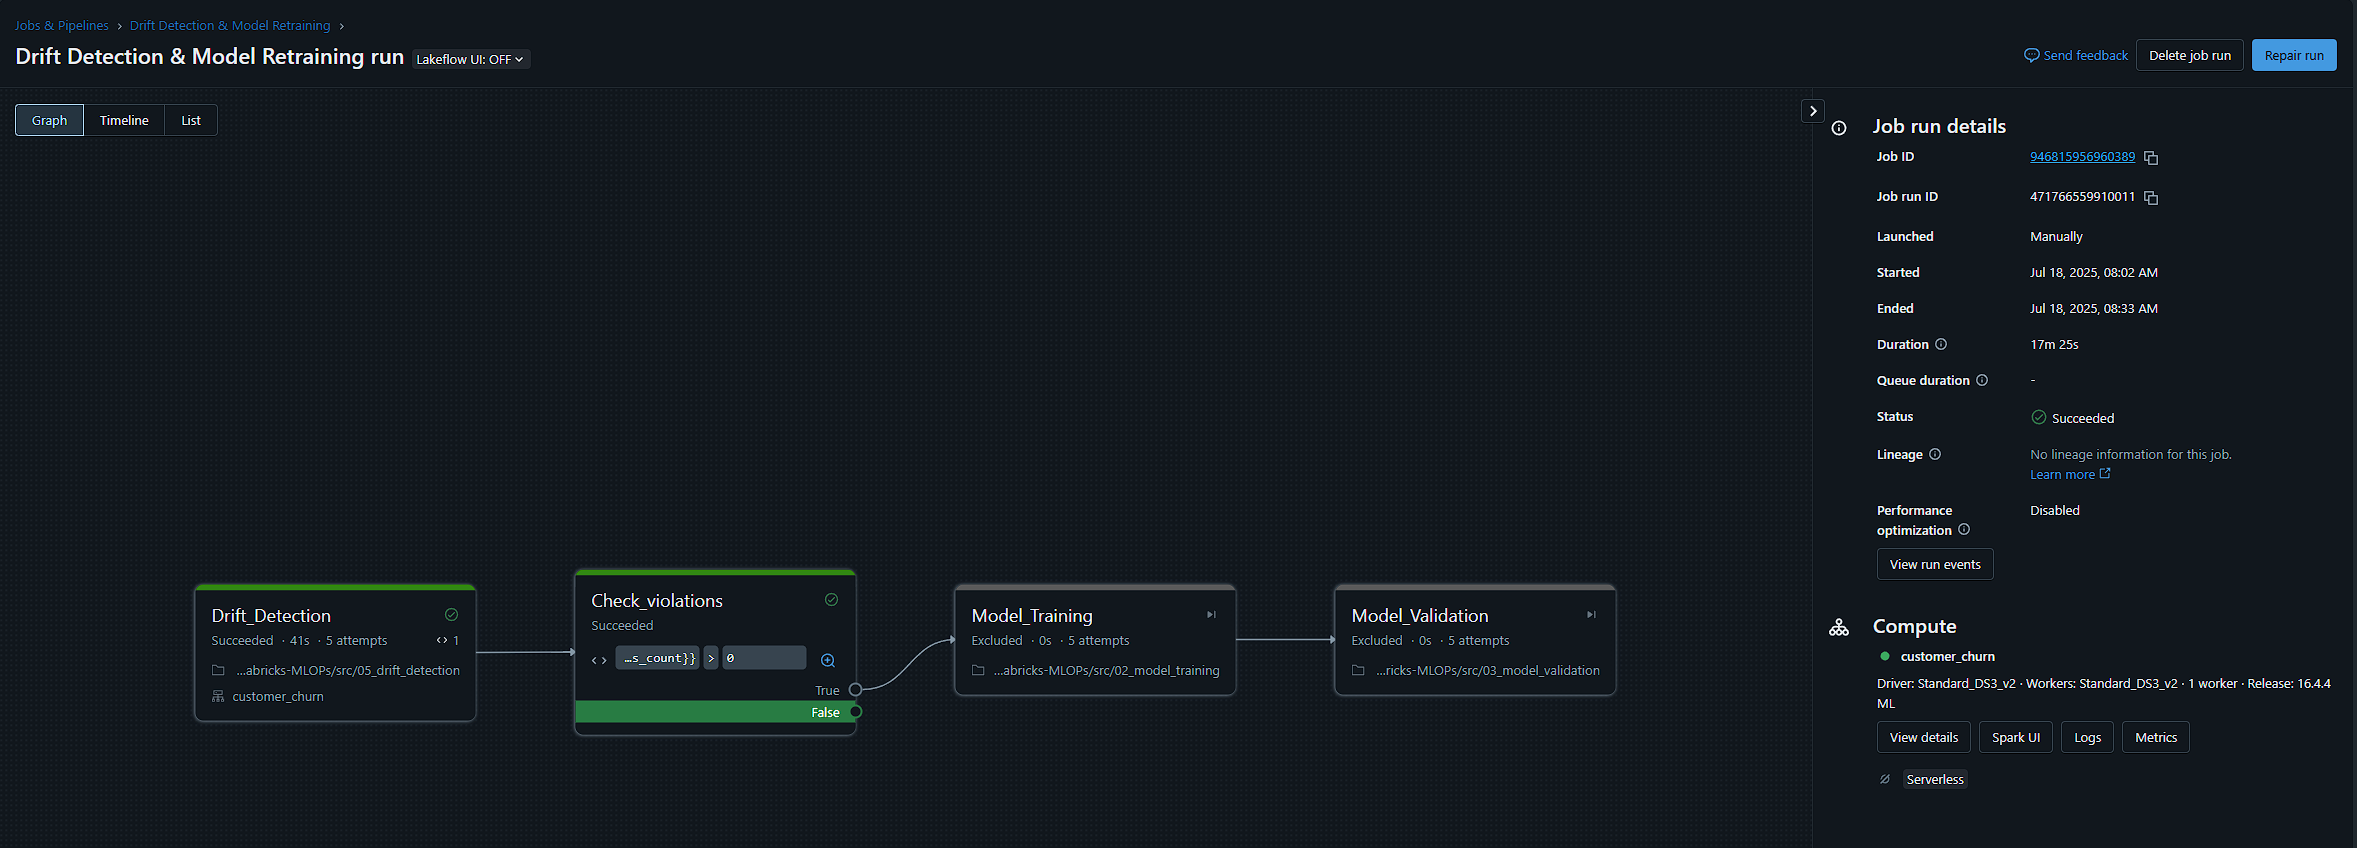 Jobs & Pipelines › Drift Detection & Model Retraining ›
Drift Detection & Model Retraining run Lakeflow UI: OFF
Send feedback Delete job run Repair run
Graph Timeline List
Drift_Detection
Succeeded · 41s · 5 attempts <> 1
...abricks-MLOPs/src/05_drift_detection
customer_churn
Check_violations
Succeeded
<> …s_count}} > 0
True
False
Model_Training
Excluded · 0s · 5 attempts
...abricks-MLOPs/src/02_model_training
Model_Validation
Excluded · 0s · 5 attempts
...ricks-MLOPs/src/03_model_validation
Job run details
Job ID 946815956960389
Job run ID 471766559910011
Launched Manually
Started Jul 18, 2025, 08:02 AM
Ended Jul 18, 2025, 08:33 AM
Duration 17m 25s
Queue duration -
Status Succeeded
Lineage No lineage information for this job.
Learn more
Performance optimization Disabled
View run events
Compute
customer_churn
Driver: Standard_DS3_v2 · Workers: Standard_DS3_v2 · 1 worker · Release: 16.4.4
ML
View details Spark UI Logs Metrics
Serverless